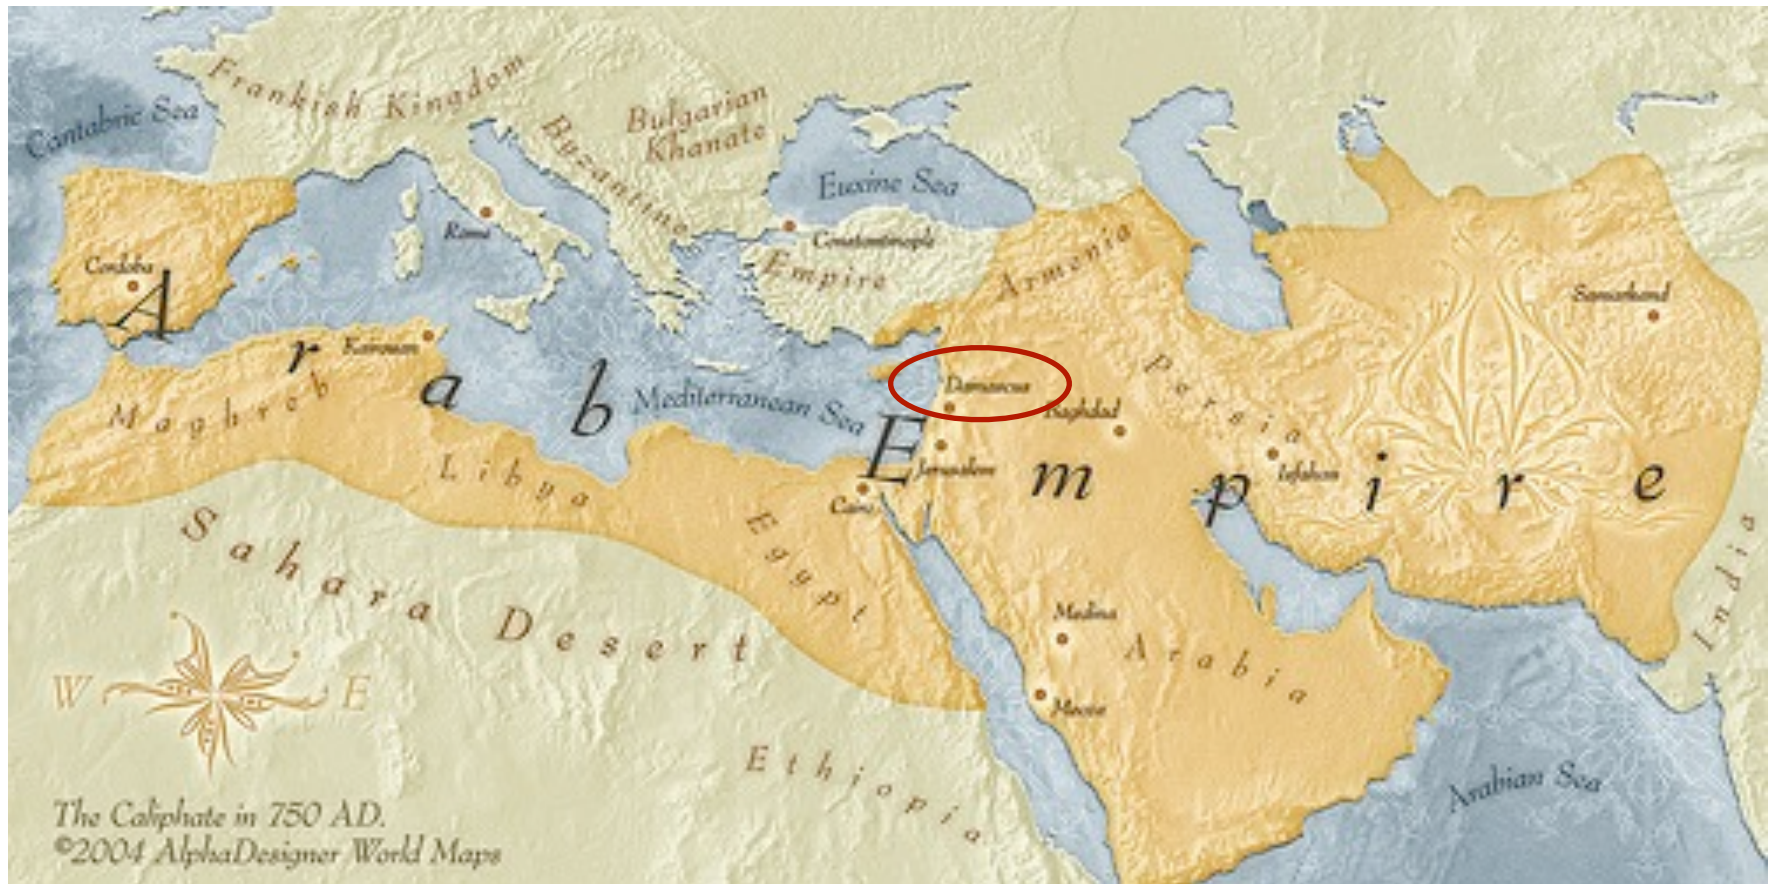 Frankish Kingdom
Cantabric Sea
Bulgarian
Khanate
Byzantine
Empire
Euxine Sea
Rome
Constantinople
Armenia
Cordoba
Samarkand
Kairouan
Maghreb
Mediterranean Sea
Damascus
Baghdad
Persia
Arab Empire
Jerusalem
Isfahan
Libya
Cairo
Egypt
Sahara Desert
India
Medina
Arabia
Mecca
W
E
Ethiopia
Arabian Sea
The Caliphate in 750 AD.
©2004 AlphaDesigner World Maps